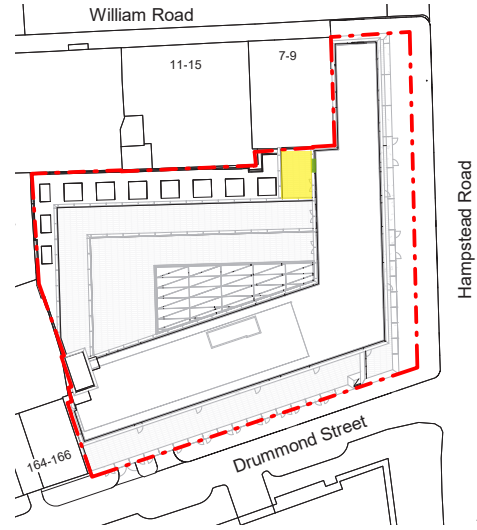 William Road
11-15
7-9
Hampstead Road
Drummond Street
164-166